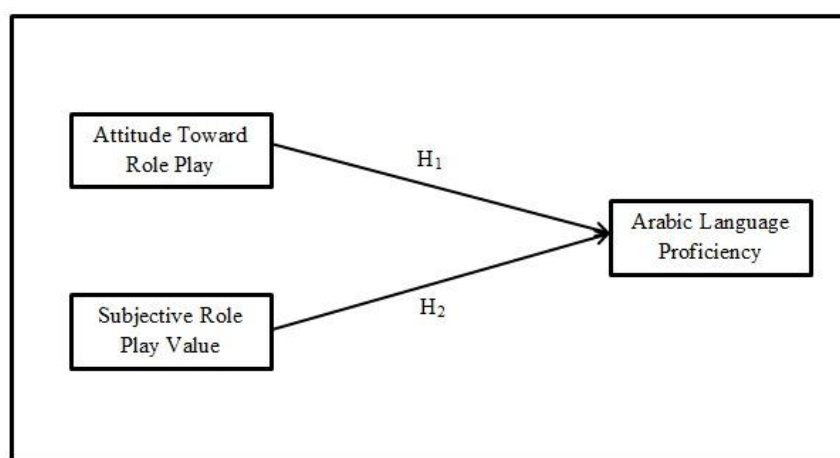 Attitude Toward
Role Play
H₁
Arabic Language
Proficiency
Subjective Role
Play Value
H₂